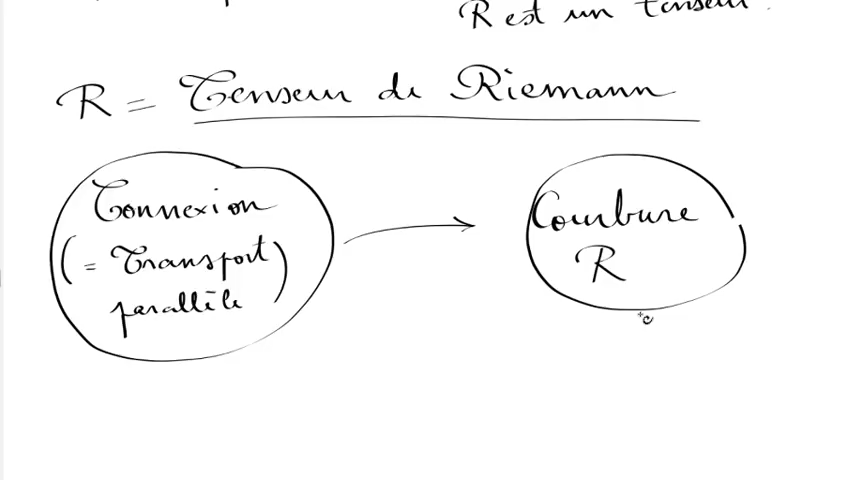 R est un tenseur.
R = Tenseur de Riemann
Connexion
(= Transport
parallèle)
Courbure
R